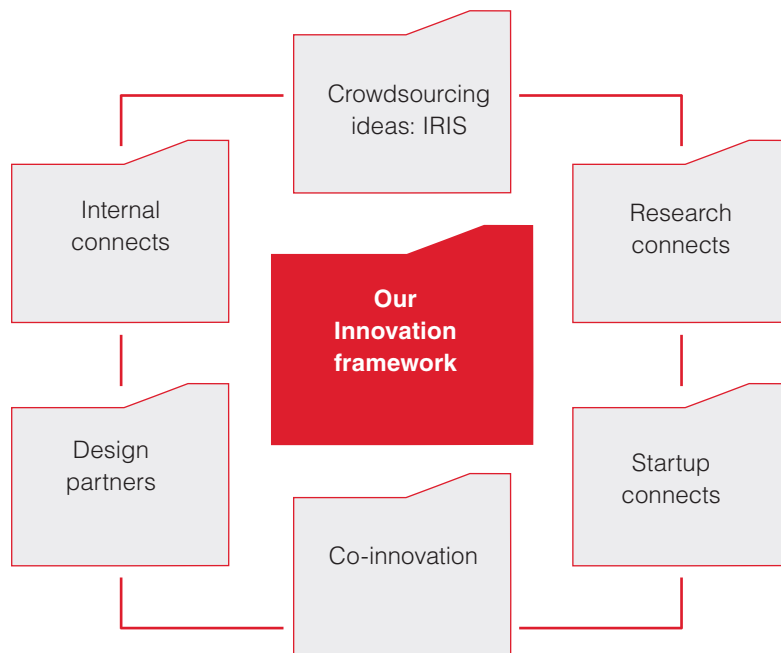 Crowdsourcing
ideas: IRIS
Internal
connects
Research
connects
Our
Innovation
framework
Design
partners
Startup
connects
Co-innovation